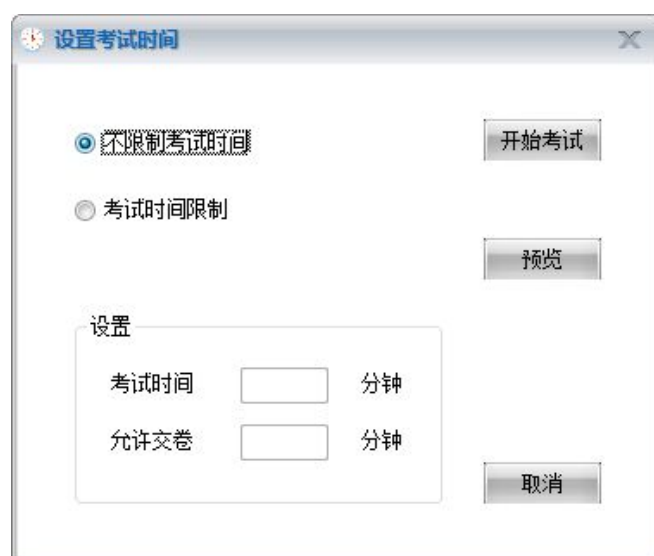 设置考试时间
不限制考试时间
开始考试
考试时间限制
预览
设置
考试时间 分钟
允许交卷 分钟
取消